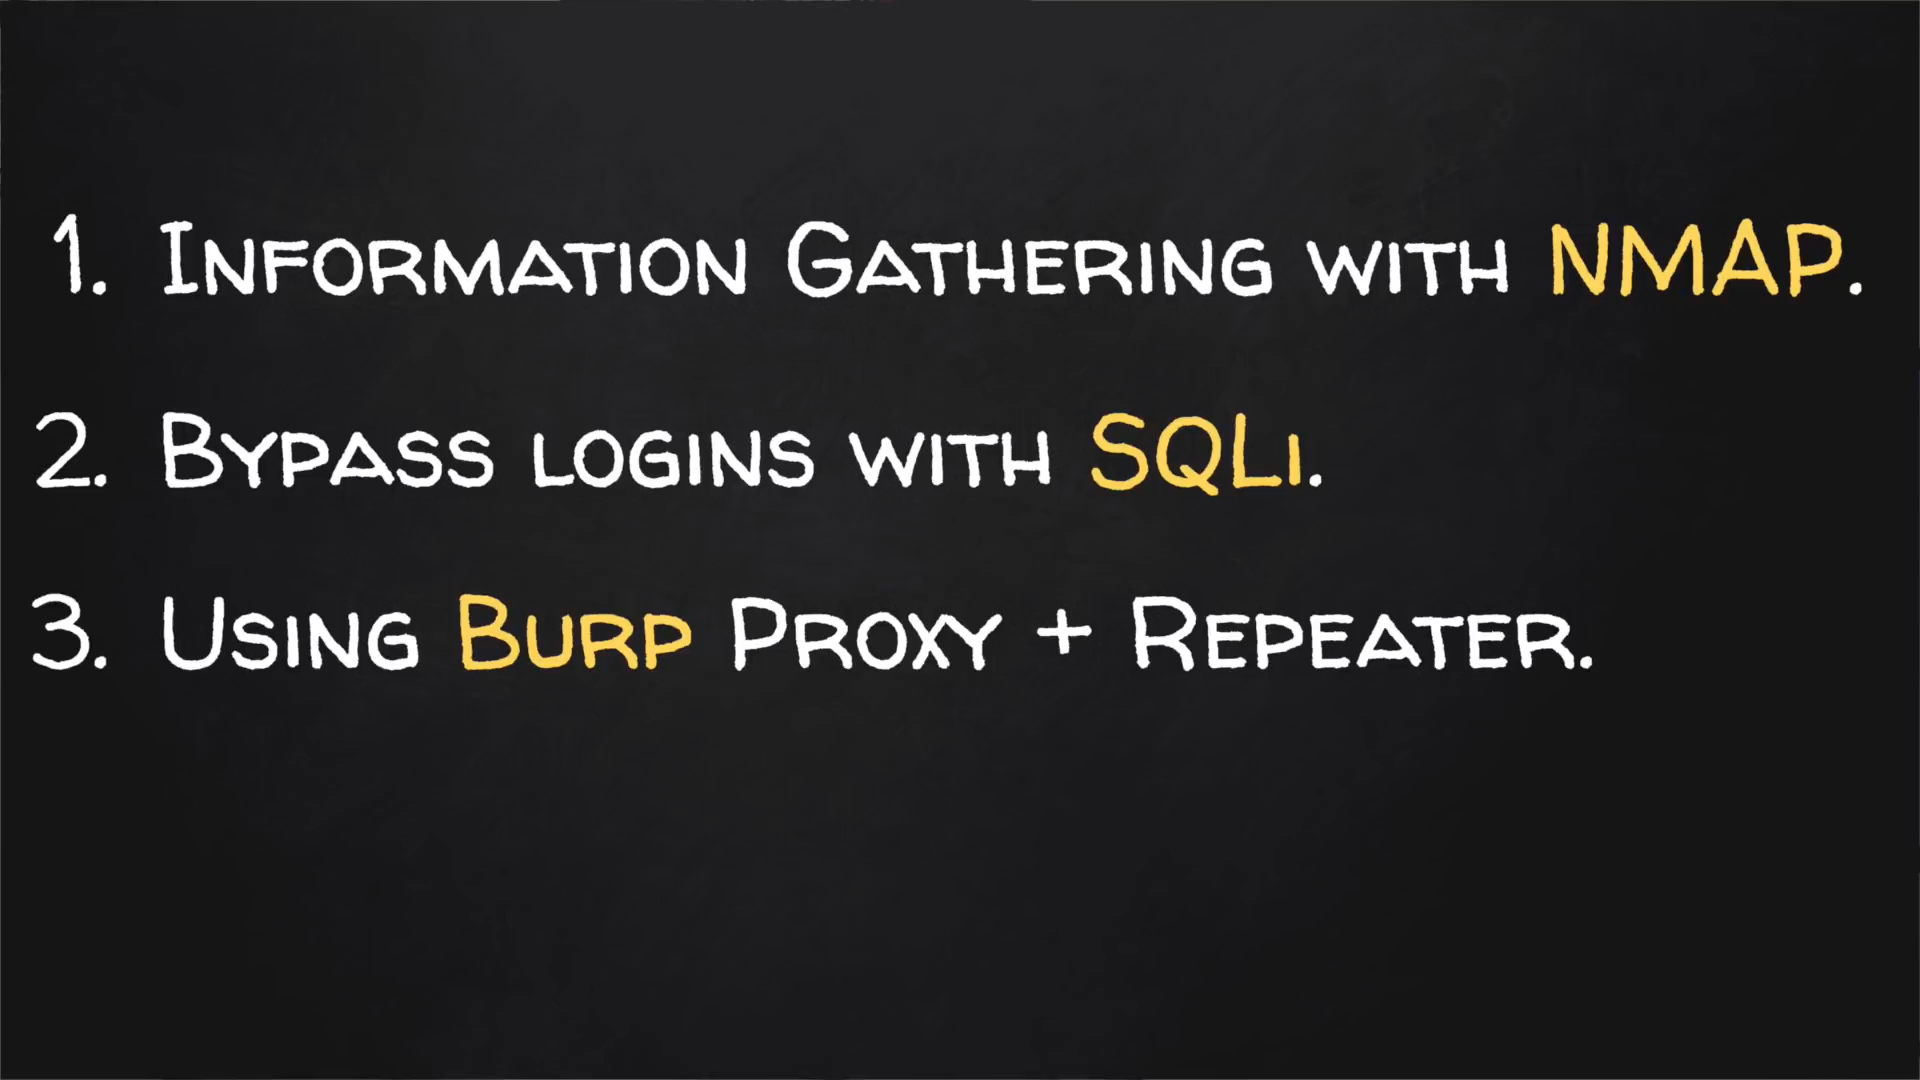 1. Information Gathering with NMAP.
2. Bypass logins with SQLi.
3. Using Burp Proxy + Repeater.